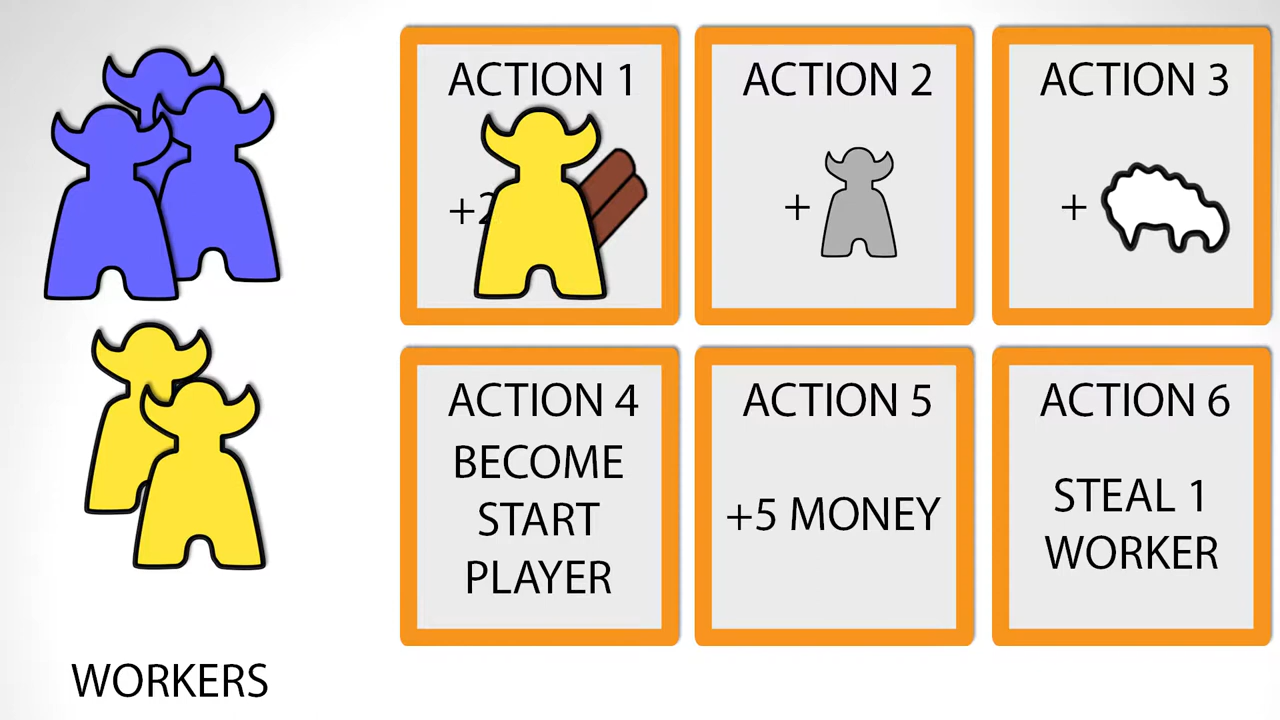 ACTION 1
+2
ACTION 2
+
ACTION 3
+
ACTION 4
BECOME
START
PLAYER
ACTION 5
+5 MONEY
ACTION 6
STEAL 1
WORKER
WORKERS